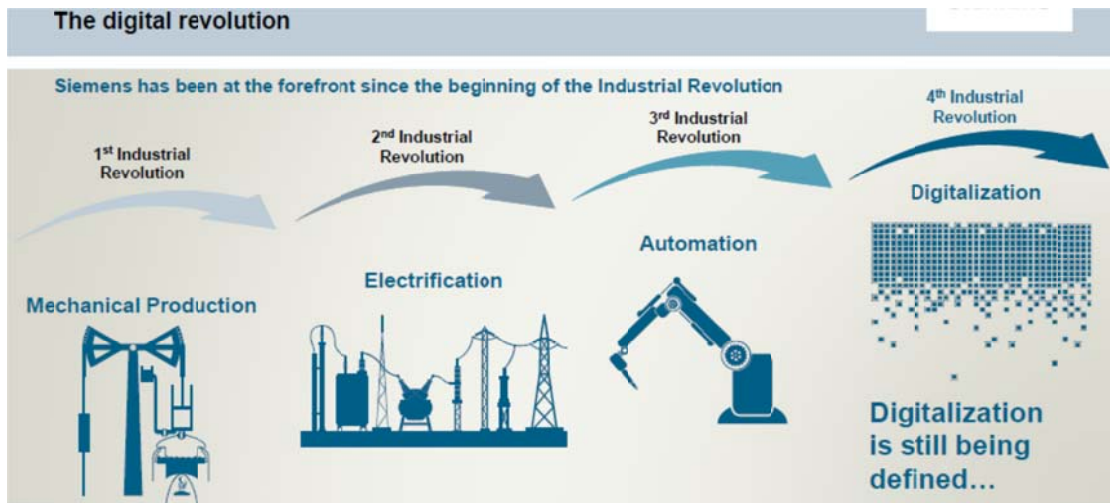 The digital revolution
Siemens has been at the forefront since the beginning of the Industrial Revolution
1st Industrial
Revolution
Mechanical Production
2nd Industrial
Revolution
Electrification
3rd Industrial
Revolution
Automation
4th Industrial
Revolution
Digitalization
Digitalization
is still being
defined...